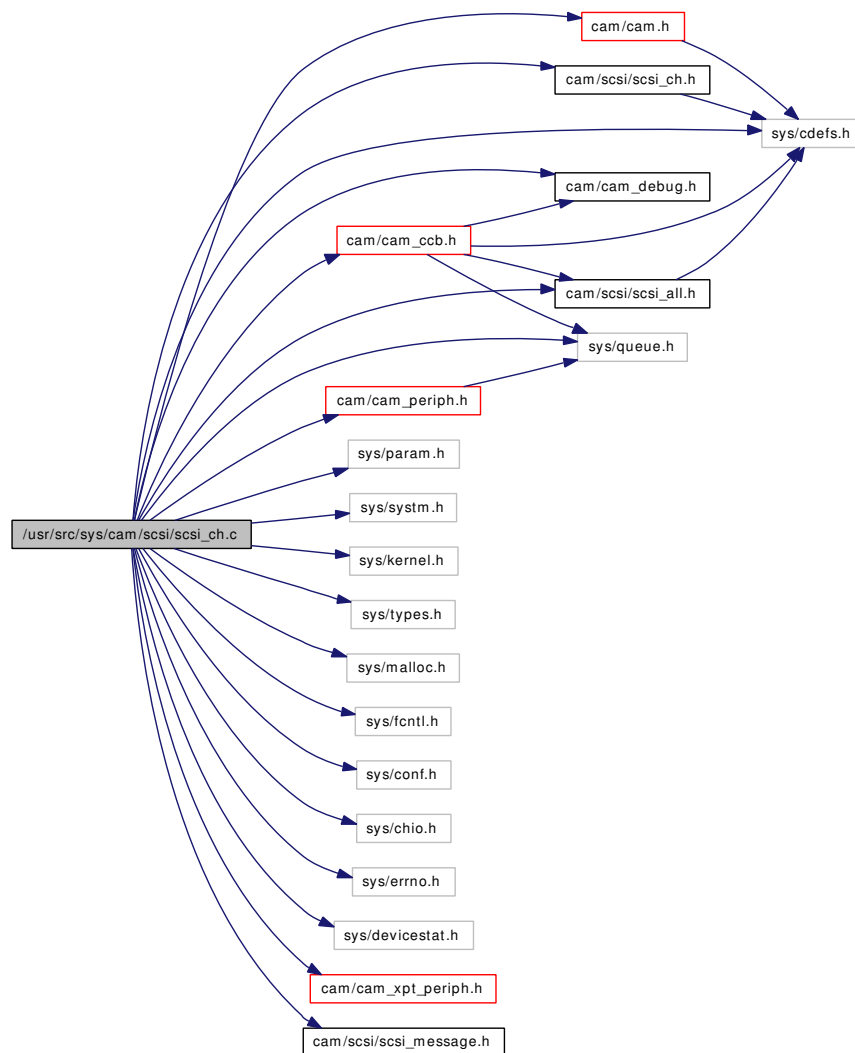 cam/cam.h
cam/scsi/scsi_ch.h
sys/cdefs.h
cam/cam_debug.h
cam/cam_ccb.h
cam/scsi/scsi_all.h
sys/queue.h
cam/cam_periph.h
sys/param.h
sys/systm.h
/usr/src/sys/cam/scsi/scsi_ch.c
sys/kernel.h
sys/types.h
sys/malloc.h
sys/fcntl.h
sys/conf.h
sys/chio.h
sys/errno.h
sys/devicestat.h
cam/cam_xpt_periph.h
cam/scsi/scsi_message.h